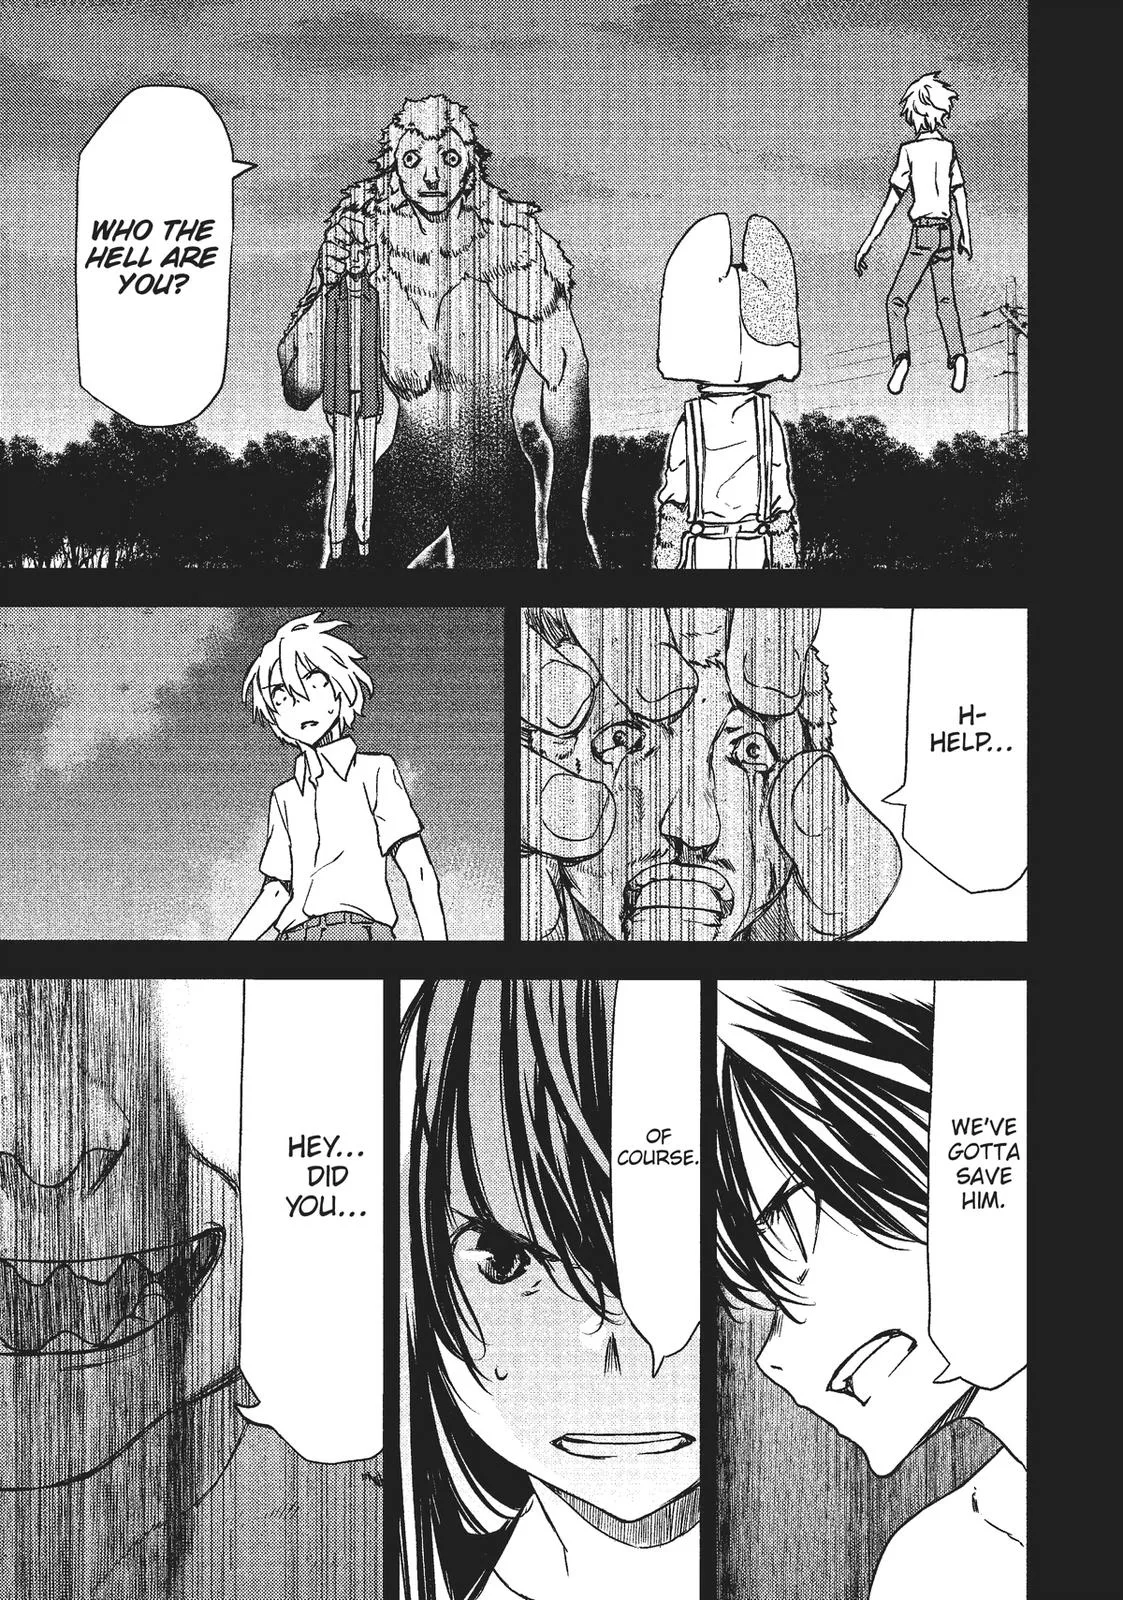 WHO THE
HELL ARE
YOU?
H-
HELP...
WE'VE
GOTTA
SAVE
HIM.
OF
COURSE.
HEY...
DID
YOU...